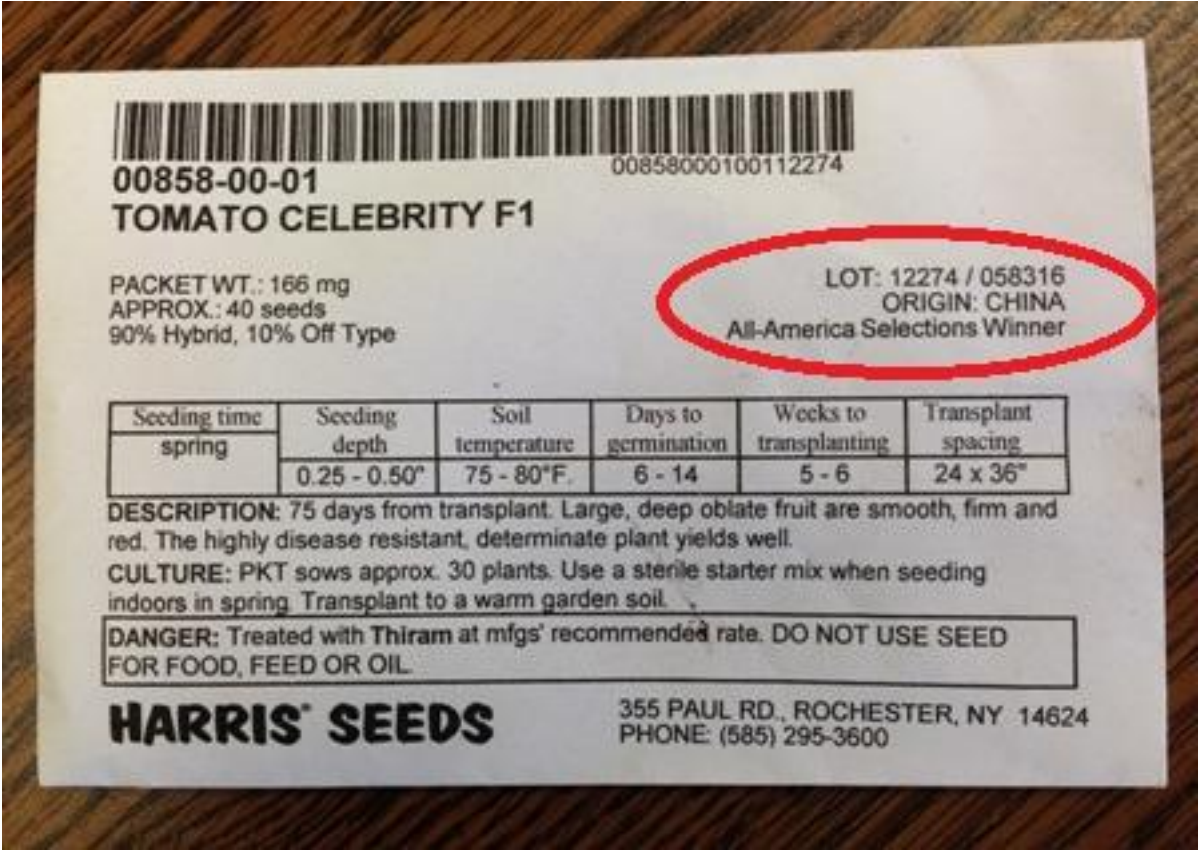 00858000100112274
00858-00-01
TOMATO CELEBRITY F1
PACKET WT.: 166 mg
APPROX.: 40 seeds
90% Hybrid, 10% Off Type
LOT: 12274 / 058316
ORIGIN: CHINA
All-America Selections Winner
Seeding time Seeding depth Soil temperature Days to germination Weeks to transplanting Transplant spacing
spring 0.25 - 0.50" 75 - 80°F. 6 - 14 5 - 6 24 x 36"
DESCRIPTION: 75 days from transplant. Large, deep oblate fruit are smooth, firm and
red. The highly disease resistant, determinate plant yields well.
CULTURE: PKT sows approx. 30 plants. Use a sterile starter mix when seeding
indoors in spring. Transplant to a warm garden soil.
DANGER: Treated with Thiram at mfgs' recommended rate. DO NOT USE SEED
FOR FOOD, FEED OR OIL.
HARRIS® SEEDS
355 PAUL RD., ROCHESTER, NY 14624
PHONE: (585) 295-3600